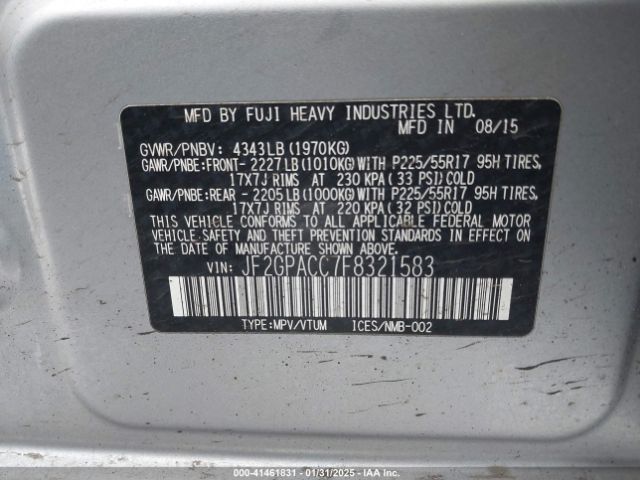 MFD BY FUJI HEAVY INDUSTRIES LTD.
MFD IN 08/15
GVWR/PNBV: 4343LB (1970KG)
GAWR/PNBE:FRONT- 2227LB (1010KG) WITH P225/55R17 95H TIRES,
17X7J RIMS AT 230 KPA (33 PSI) COLD
GAWR/PNBE:REAR - 2205LB (1000KG) WITH P225/55R17 95H TIRES,
17X7J RIMS AT 220 KPA (32 PSI) COLD
THIS VEHICLE CONFORMS TO ALL APPLICABLE FEDERAL MOTOR
VEHICLE SAFETY AND THEFT PREVENTION STANDARDS IN EFFECT ON
THE DATE OF MANUFACTURE SHOWN ABOVE.
VIN: JF2GPACC7F8321583
TYPE:MPV/VTUM ICES/NMB-002
© 2025 - IAA - 41461831 - 01/31/2025 - IAAI.com